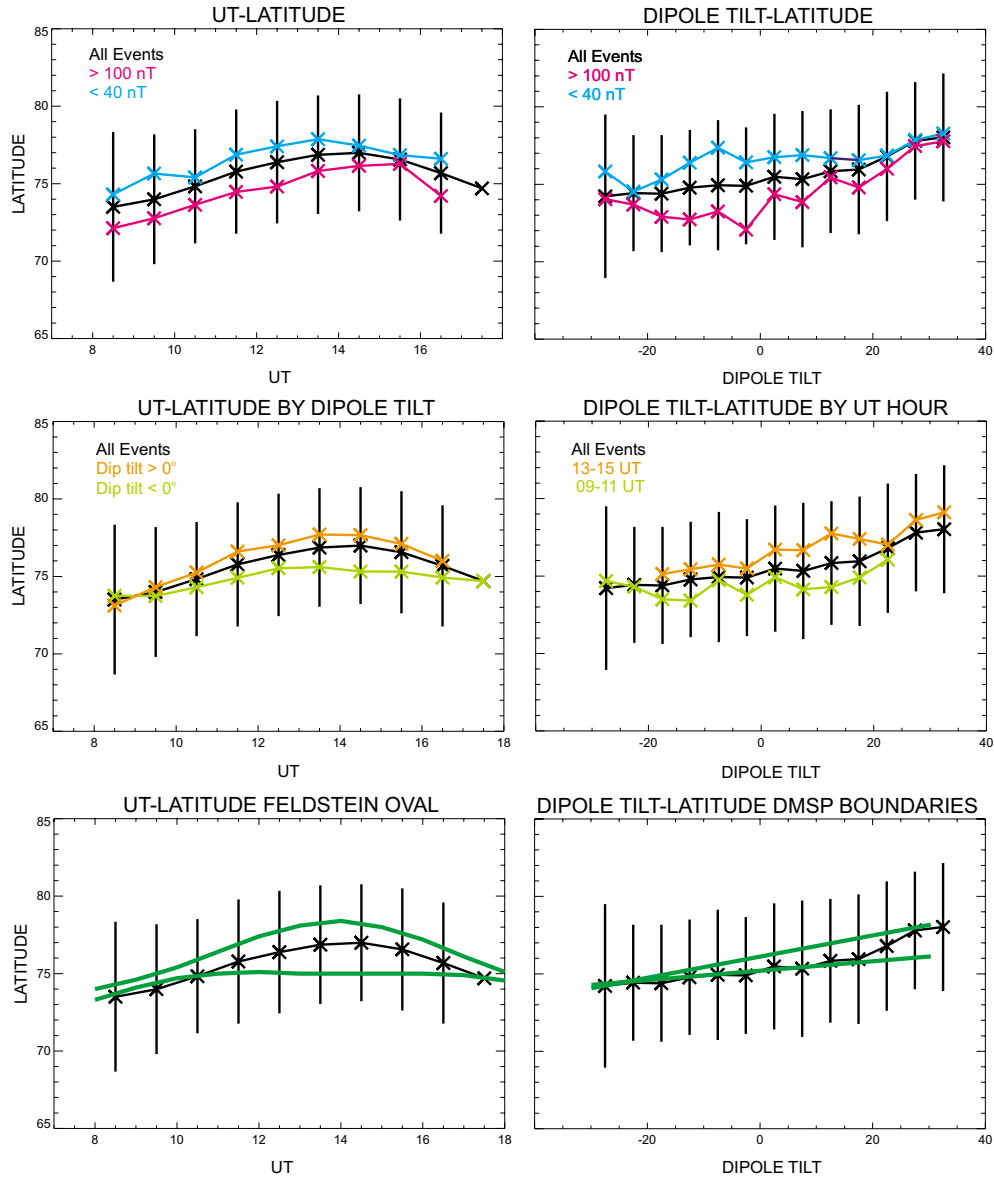 UT-LATITUDE
All Events
> 100 nT
< 40 nT
85
80
75
70
65
LATITUDE
8
10
12
14
16
UT
DIPOLE TILT-LATITUDE
All Events
> 100 nT
< 40 nT
-20
0
20
40
DIPOLE TILT
UT-LATITUDE BY DIPOLE TILT
All Events
Dip tilt > 0°
Dip tilt < 0°
85
80
75
70
65
LATITUDE
8
10
12
14
16
18
UT
DIPOLE TILT-LATITUDE BY UT HOUR
All Events
13-15 UT
09-11 UT
-20
0
20
40
DIPOLE TILT
UT-LATITUDE FELDSTEIN OVAL
85
80
75
70
65
LATITUDE
8
10
12
14
16
18
UT
DIPOLE TILT-LATITUDE DMSP BOUNDARIES
-20
0
20
40
DIPOLE TILT